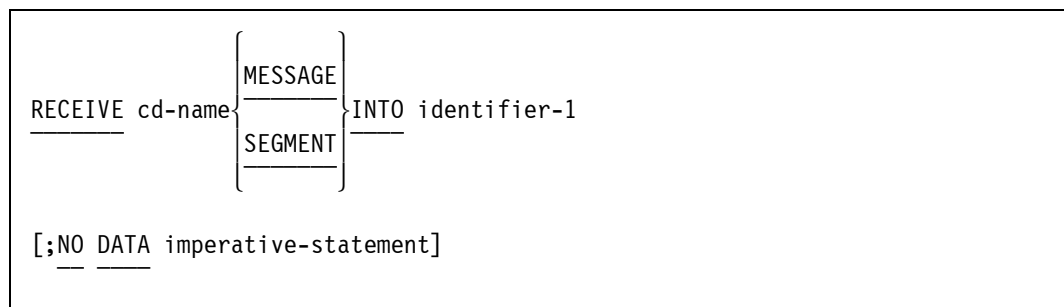 MESSAGE
RECEIVE cd-name INTO identifier-1
SEGMENT
[;NO DATA imperative-statement]